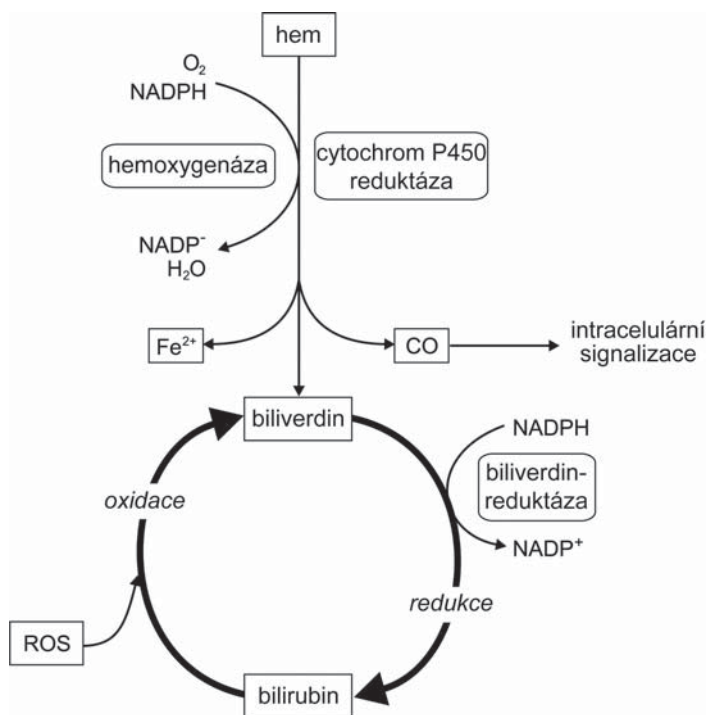 hem
O₂
NADPH
hemoxygenáza
cytochrom P450
reduktáza
NADP⁻
H₂O
Fe²⁺
CO
intracelulární
signalizace
biliverdin
NADPH
biliverdin-
reduktáza
NADP⁺
oxidace
redukce
ROS
bilirubin